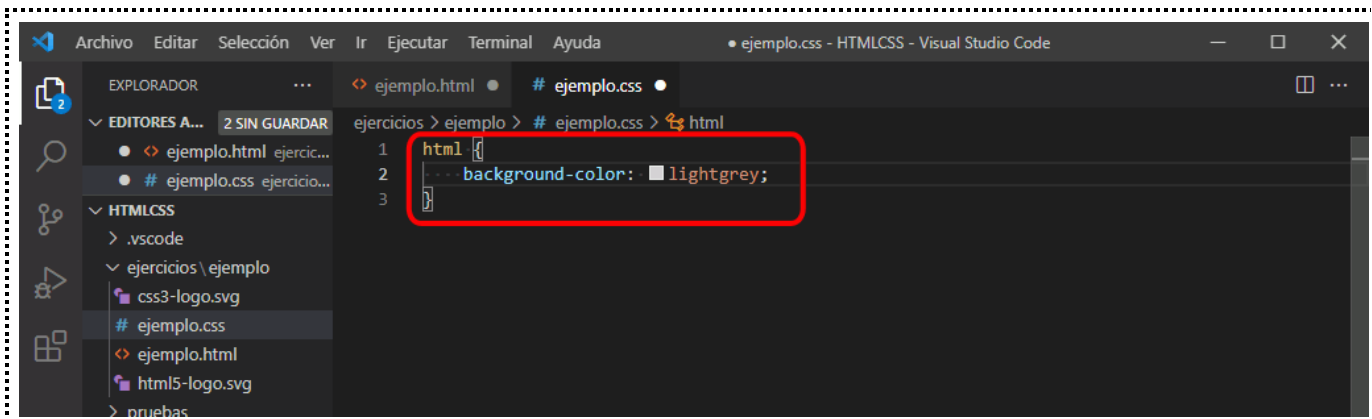 Archivo Editar Selección Ver Ir Ejecutar Terminal Ayuda ● ejemplo.css - HTMLCSS - Visual Studio Code
EXPLORADOR ...
ejemplo.html ● # ejemplo.css ●
2
EDITORES A... 2 SIN GUARDAR
● ejemplo.html ejercic...
● # ejemplo.css ejercicio...
HTMLCSS
> .vscode
ejercicios\ejemplo
css3-logo.svg
# ejemplo.css
ejemplo.html
html5-logo.svg
> pruebas
ejercicios > ejemplo > # ejemplo.css > html
1 html {
2 background-color: lightgrey;
3 }